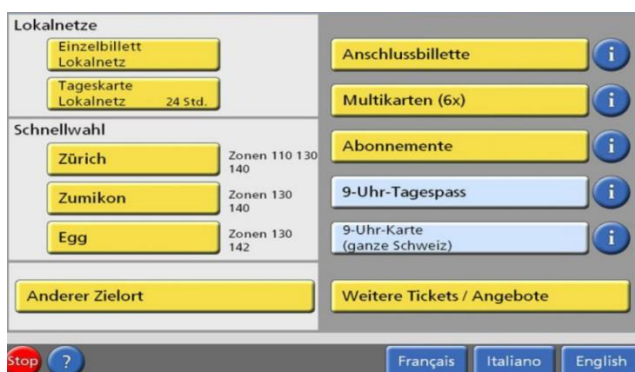 Lokalnetze
Einzelbillett
Lokalnetz
Tageskarte
Lokalnetz 24 Std.
Schnellwahl
Zürich
Zonen 110 130
140
Zumikon
Zonen 130
140
Egg
Zonen 130
142
Anderer Zielort
Anschlussbillette
i
Multikarten (6x)
i
Abonnemente
i
9-Uhr-Tagespass
i
9-Uhr-Karte
(ganze Schweiz)
i
Weitere Tickets / Angebote
Stop
?
Français
Italiano
English